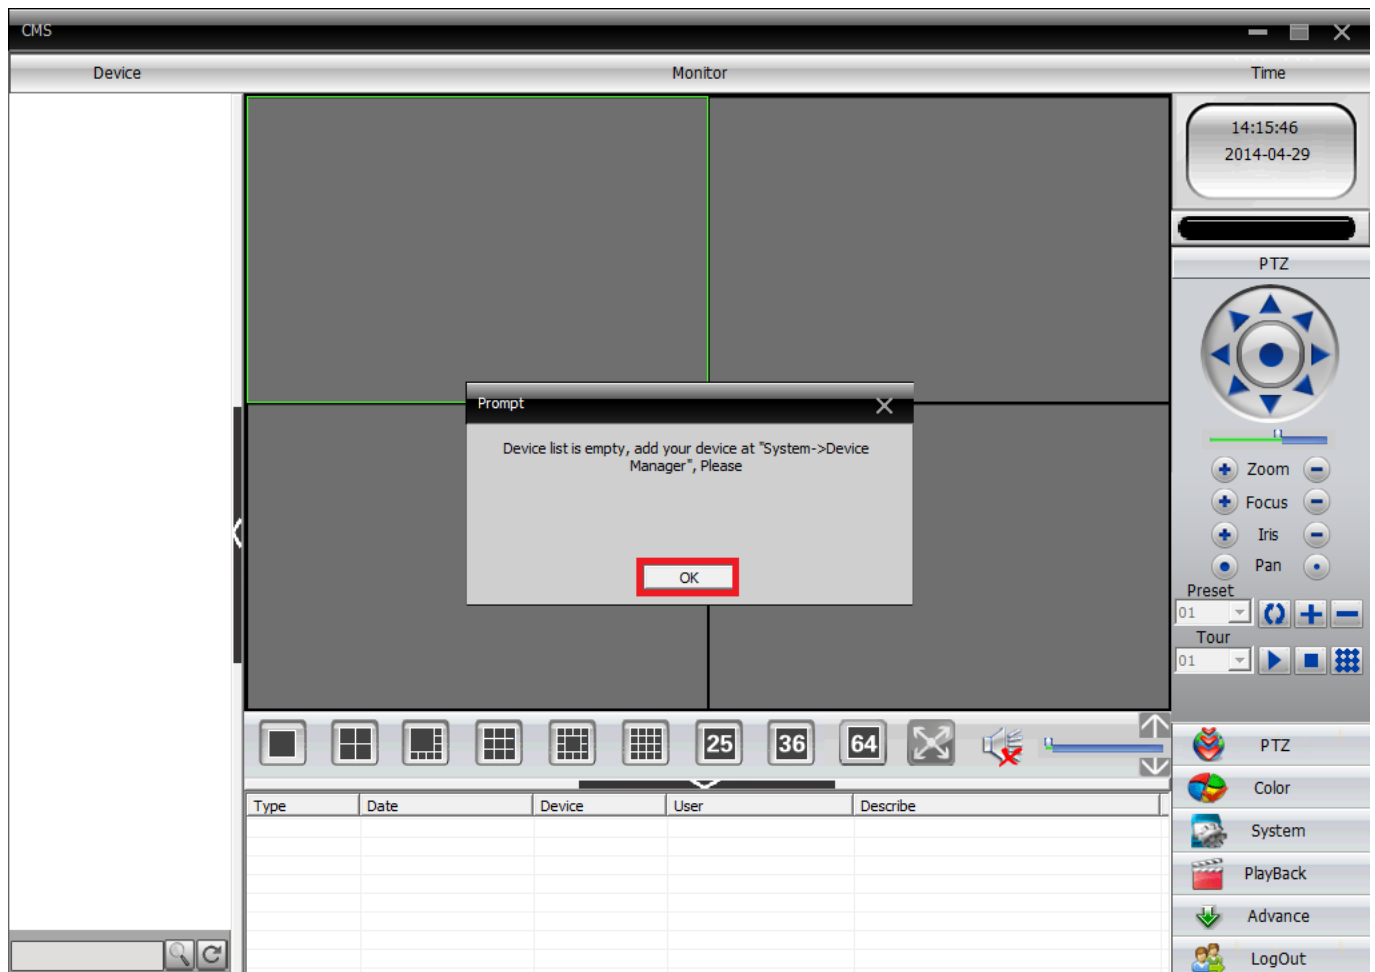 CMS
Device
Monitor
Time
14:15:46
2014-04-29
PTZ
Prompt
Device list is empty, add your device at "System->Device
Manager", Please
OK
Zoom
Focus
Iris
Pan
Preset
01
Tour
01
25
36
64
PTZ
Color
System
PlayBack
Advance
LogOut
Type
Date
Device
User
Describe